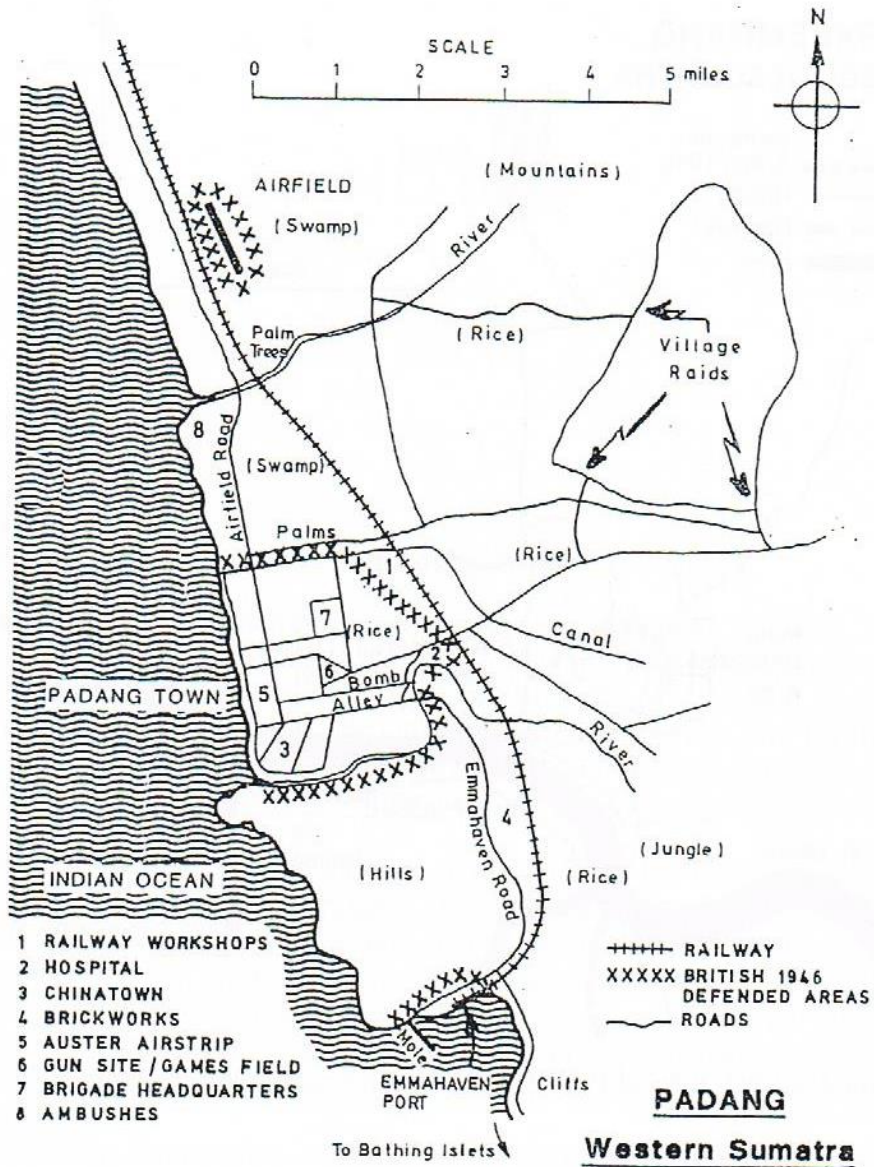 N
SCALE
0 1 2 3 4 5 miles
(Mountains)
AIRFIELD
(Swamp)
River
Palm
Trees
(Rice)
Village
Raids
8
Airfield Road
(Swamp)
Palms
1
(Rice)
7
(Rice)
Canal
2
6
Bomb
Alley
PADANG TOWN
5
River
3
Emmahaven Road
4
(Jungle)
(Hills)
(Rice)
INDIAN OCEAN
1 RAILWAY WORKSHOPS
2 HOSPITAL
3 CHINATOWN
4 BRICKWORKS
5 AUSTER AIRSTRIP
6 GUN SITE / GAMES FIELD
7 BRIGADE HEADQUARTERS
8 AMBUSHES
RAILWAY
XXXXX BRITISH 1946
DEFENDED AREAS
ROADS
Mole
EMMAHAVEN
PORT
Cliffs
To Bathing Islets
PADANG
Western Sumatra